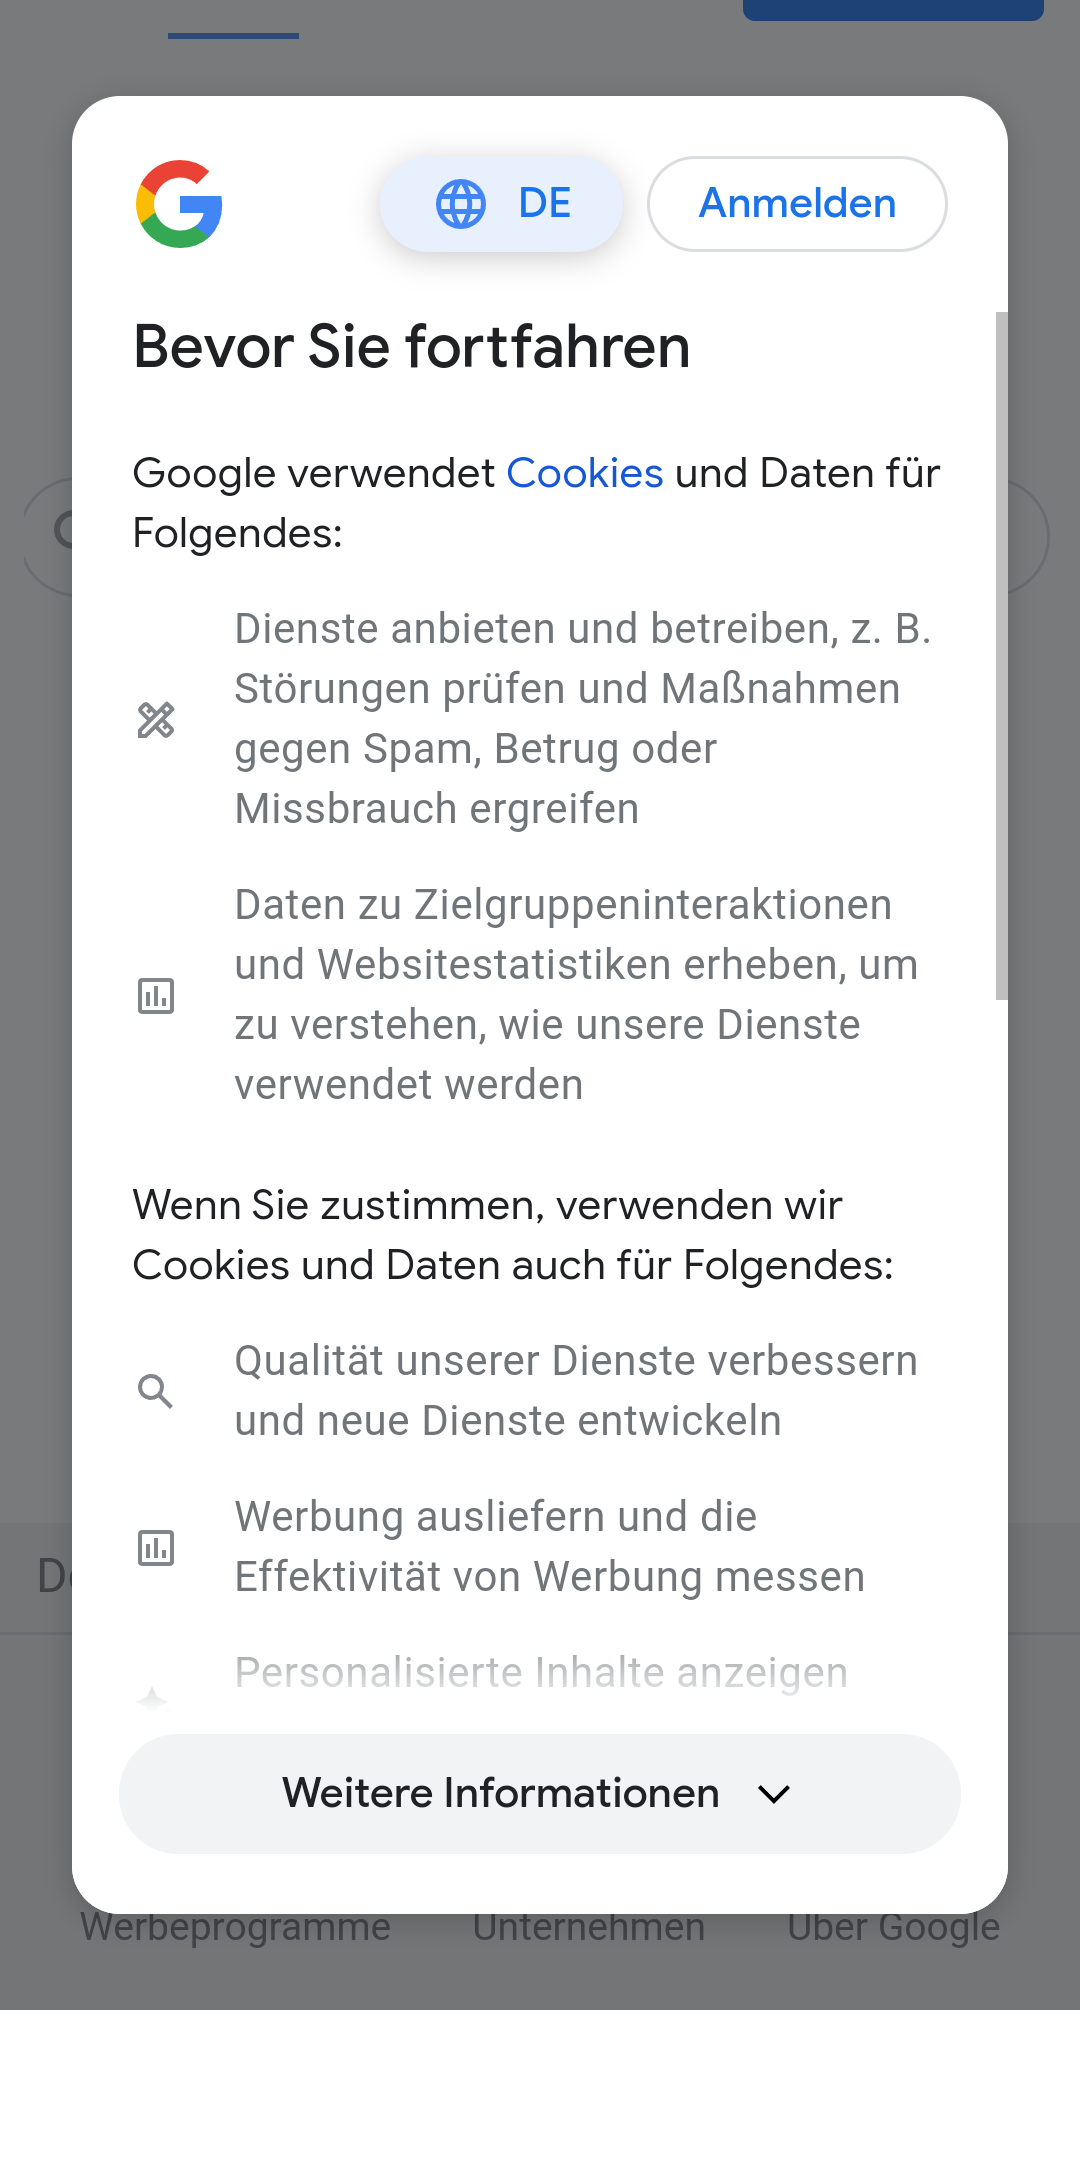 DE
Anmelden
Bevor Sie fortfahren
Google verwendet Cookies und Daten für
Folgendes:
Dienste anbieten und betreiben, z. B.
Störungen prüfen und Maßnahmen
gegen Spam, Betrug oder
Missbrauch ergreifen
Daten zu Zielgruppeninteraktionen
und Websitestatistiken erheben, um
zu verstehen, wie unsere Dienste
verwendet werden
Wenn Sie zustimmen, verwenden wir
Cookies und Daten auch für Folgendes:
Qualität unserer Dienste verbessern
und neue Dienste entwickeln
Werbung ausliefern und die
Effektivität von Werbung messen
Personalisierte Inhalte anzeigen
Weitere Informationen
Werbeprogramme Unternehmen Über Google